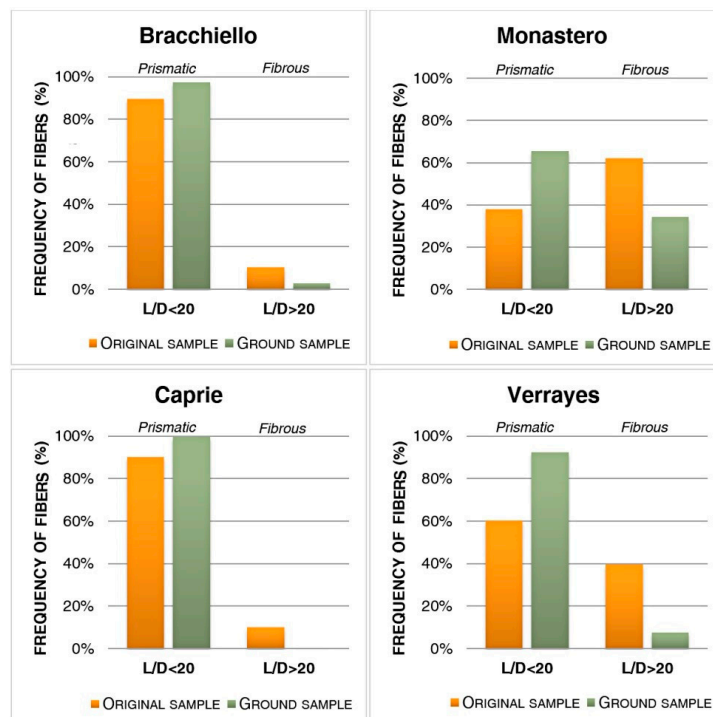 Bracchiello
Prismatic Fibrous
FREQUENCY OF FIBERS (%)
100%
80%
60%
40%
20%
0%
L/D<20 L/D>20
ORIGINAL SAMPLE GROUND SAMPLE
Monastero
Prismatic Fibrous
FREQUENCY OF FIBERS (%)
100%
80%
60%
40%
20%
0%
L/D<20 L/D>20
ORIGINAL SAMPLE GROUND SAMPLE
Caprie
Prismatic Fibrous
FREQUENCY OF FIBERS (%)
100%
80%
60%
40%
20%
0%
L/D<20 L/D>20
ORIGINAL SAMPLE GROUND SAMPLE
Verrayes
Prismatic Fibrous
FREQUENCY OF FIBERS (%)
100%
80%
60%
40%
20%
0%
L/D<20 L/D>20
ORIGINAL SAMPLE GROUND SAMPLE